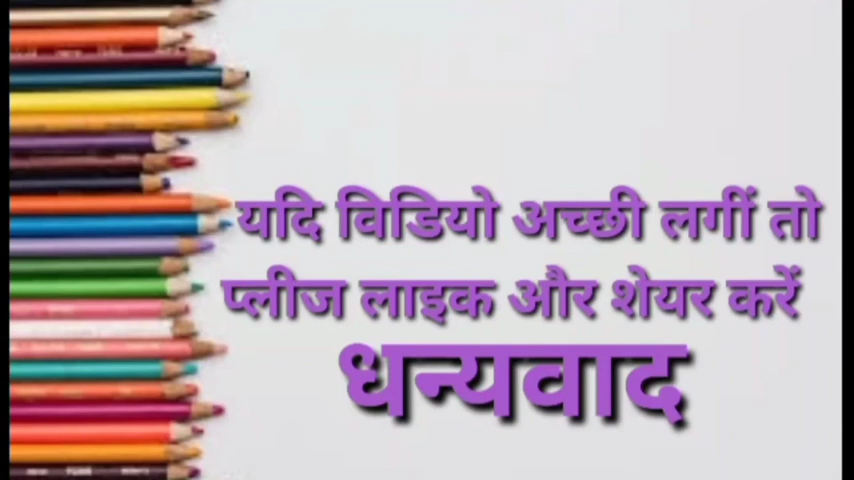 यदि विडियो अच्छी लगीं तो
प्लीज लाइक और शेयर करें
धन्यवाद